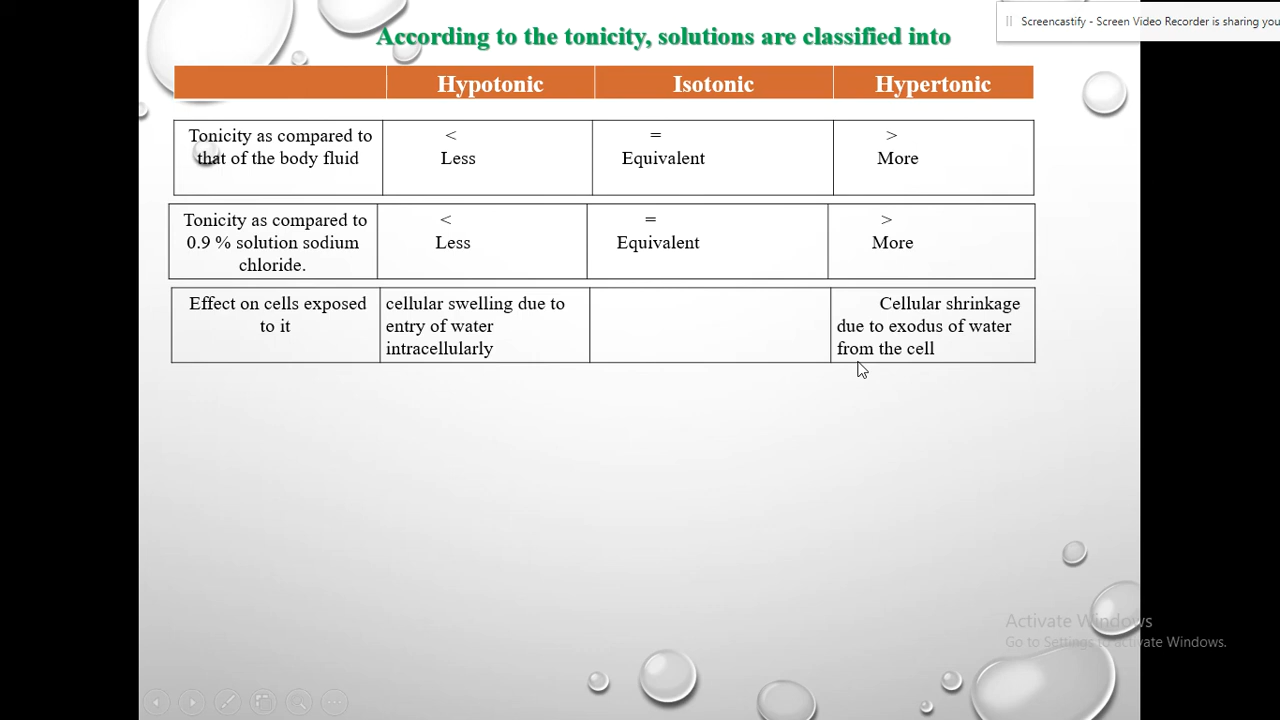 Screencastify - Screen Video Recorder is sharing you
According to the tonicity, solutions are classified into
Hypotonic Isotonic Hypertonic
Tonicity as compared to
that of the body fluid
<
Less
=
Equivalent
>
More
Tonicity as compared to
0.9 % solution sodium
chloride.
<
Less
=
Equivalent
>
More
Effect on cells exposed
to it
cellular swelling due to
entry of water
intracellularly
Cellular shrinkage
due to exodus of water
from the cell
Activate Windows
Go to Settings to activate Windows.